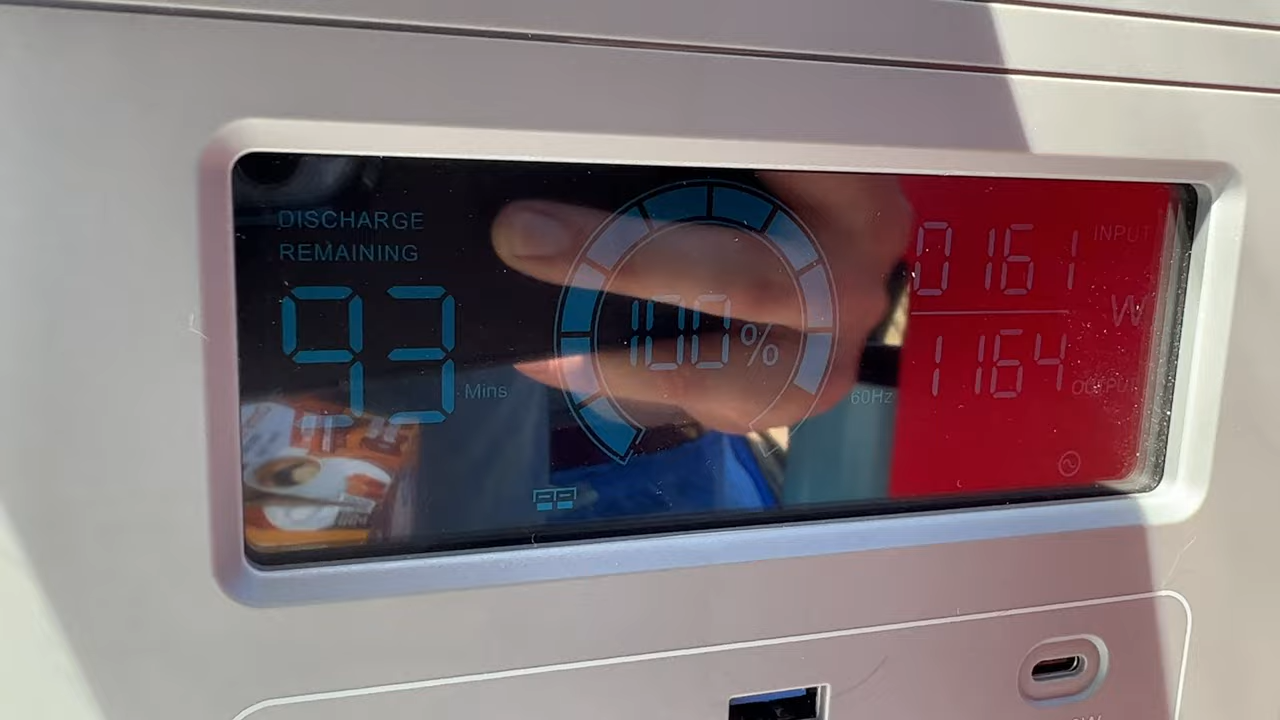 DISCHARGE
REMAINING
93 Mins
100%
0161 INPUT
W
1164 OUTPUT
60Hz